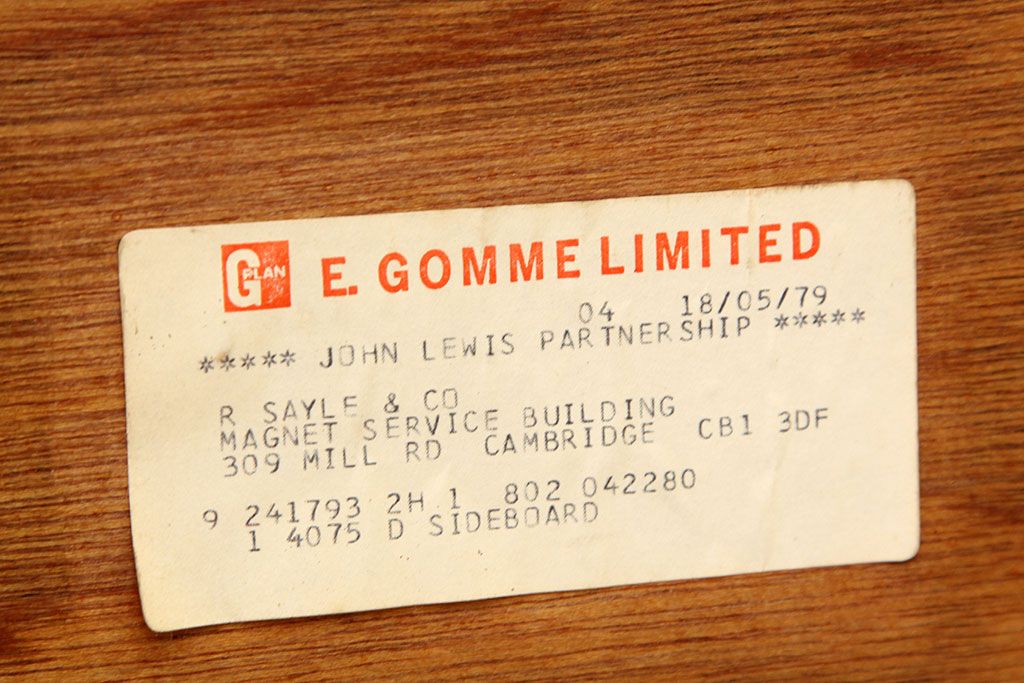 G PLAN E. GOMME LIMITED
04 18/05/79
***** JOHN LEWIS PARTNERSHIP *****
R SAYLE & CO
MAGNET SERVICE BUILDING
309 MILL RD CAMBRIDGE CB1 3DF
9 241793 2H 1 802 042280
1 4075 D SIDEBOARD